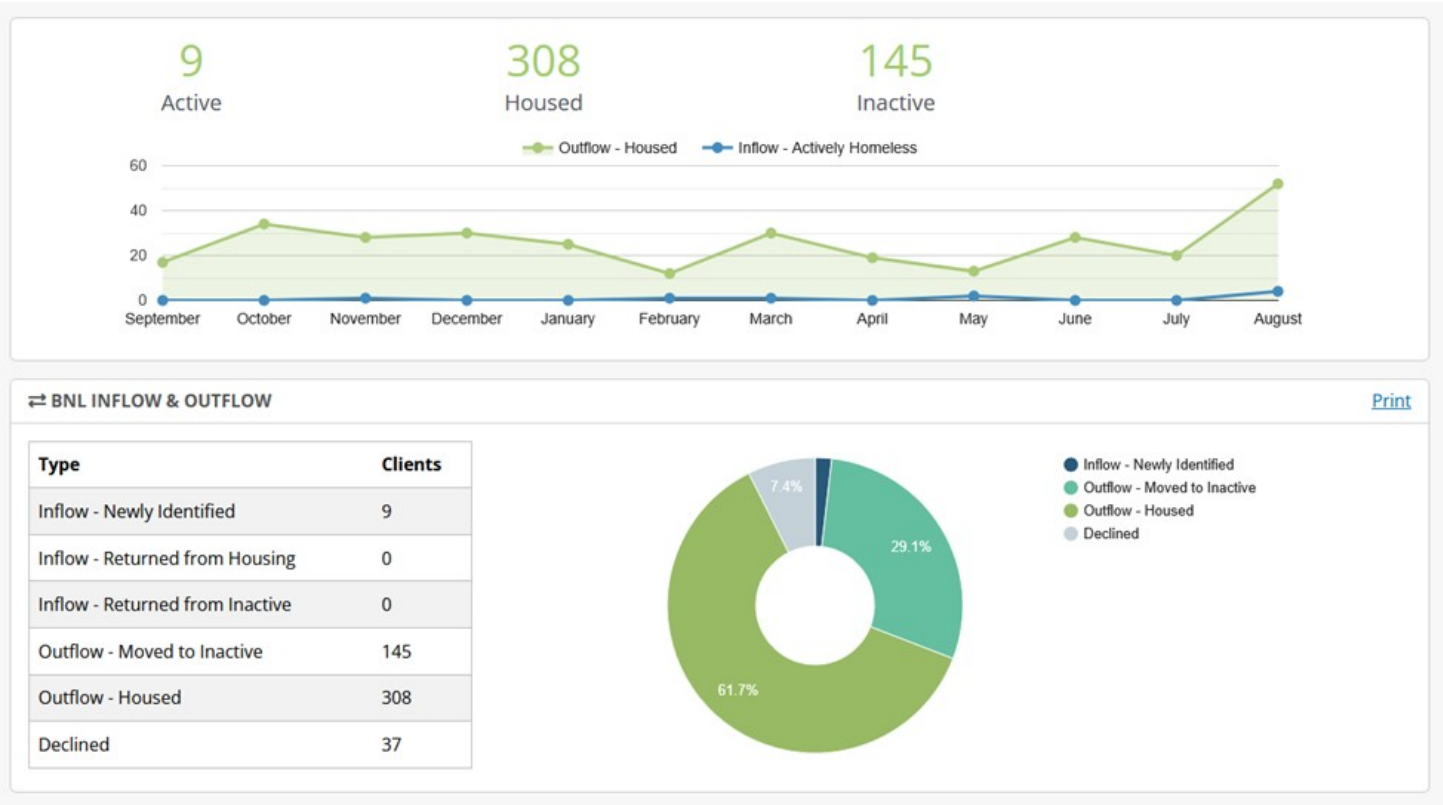 9 308 145
Active Housed Inactive
Outflow - Housed Inflow - Actively Homeless
60
40
20
0
September October November December January February March April May June July August
BNL INFLOW & OUTFLOW Print
Type Clients
Inflow - Newly Identified 9
Inflow - Returned from Housing 0
Inflow - Returned from Inactive 0
Outflow - Moved to Inactive 145
Outflow - Housed 308
Declined 37
7.4%
29.1%
61.7%
Inflow - Newly Identified
Outflow - Moved to Inactive
Outflow - Housed
Declined